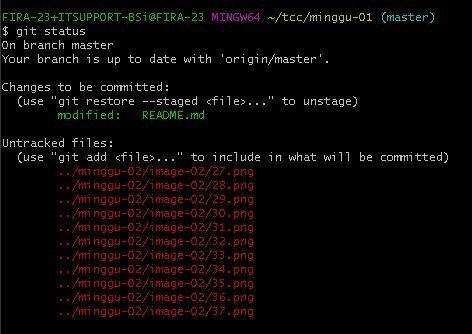 FIRA-23+ITSUPPORT-BSi@FIRA-23 MINGW64 ~/tcc/minggu-01 (master)
$ git status
On branch master
Your branch is up to date with 'origin/master'.

Changes to be committed:
  (use "git restore --staged <file>..." to unstage)
        modified:   README.md

Untracked files:
  (use "git add <file>..." to include in what will be committed)
        ../minggu-02/image-02/27.png
        ../minggu-02/image-02/28.png
        ../minggu-02/image-02/29.png
        ../minggu-02/image-02/30.png
        ../minggu-02/image-02/31.png
        ../minggu-02/image-02/32.png
        ../minggu-02/image-02/33.png
        ../minggu-02/image-02/34.png
        ../minggu-02/image-02/35.png
        ../minggu-02/image-02/36.png
        ../minggu-02/image-02/37.png